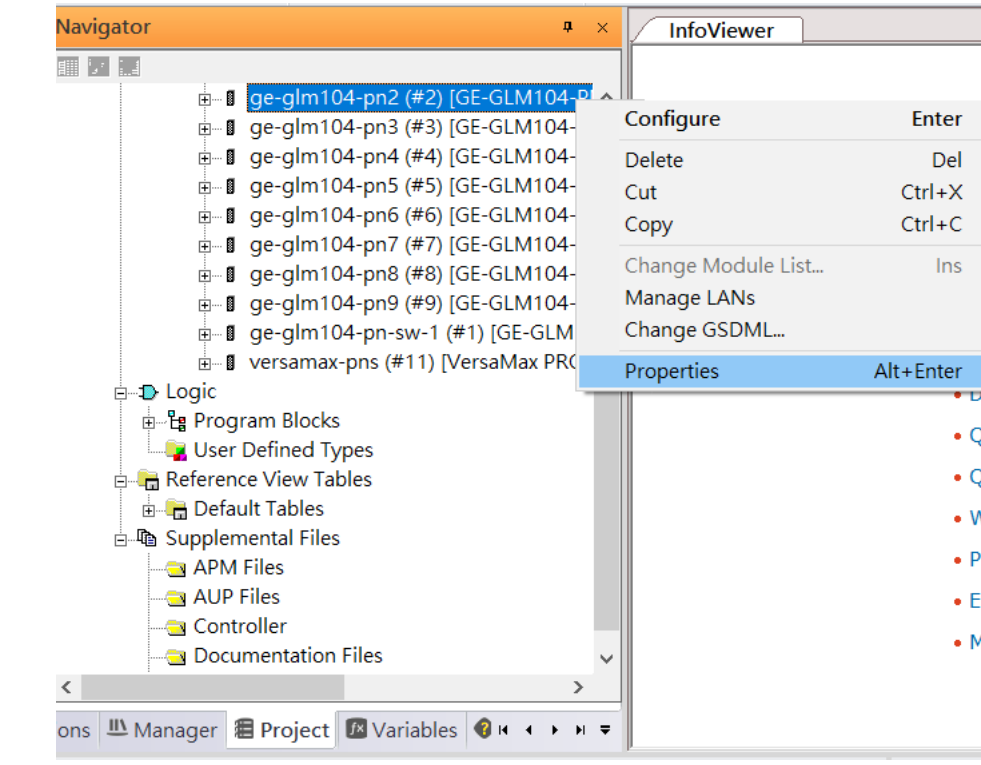 Navigator
InfoViewer
ge-glm104-pn2 (#2) [GE-GLM104-
ge-glm104-pn3 (#3) [GE-GLM104-
ge-glm104-pn4 (#4) [GE-GLM104-
ge-glm104-pn5 (#5) [GE-GLM104-
ge-glm104-pn6 (#6) [GE-GLM104-
ge-glm104-pn7 (#7) [GE-GLM104-
ge-glm104-pn8 (#8) [GE-GLM104-
ge-glm104-pn9 (#9) [GE-GLM104-
ge-glm104-pn-sw-1 (#1) [GE-GLM
versamax-pns (#11) [VersaMax PRO
Logic
Program Blocks
User Defined Types
Reference View Tables
Default Tables
Supplemental Files
APM Files
AUP Files
Controller
Documentation Files
Configure Enter
Delete Del
Cut Ctrl+X
Copy Ctrl+C
Change Module List... Ins
Manage LANs
Change GSDML...
Properties Alt+Enter
D
Q
Q
W
P
E
M
ons Manager Project Variables